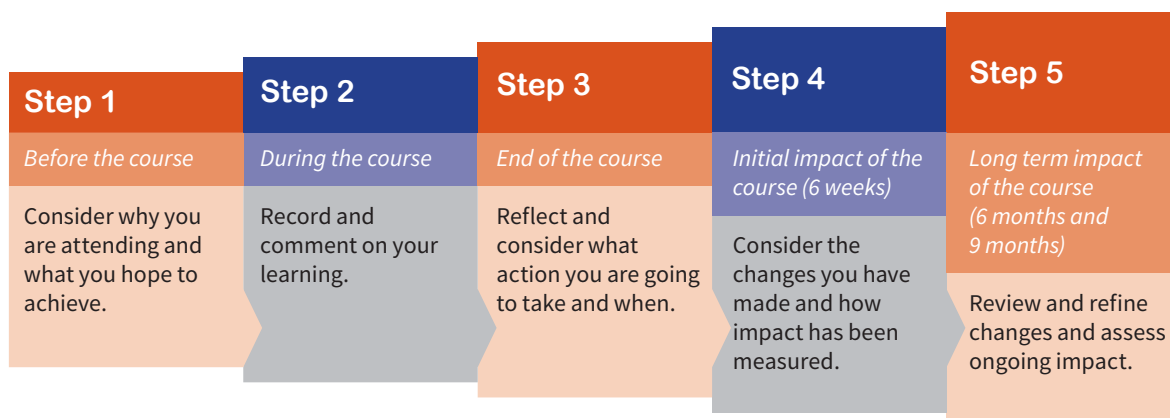 Step 1
Before the course
Consider why you
are attending and
what you hope to
achieve.
Step 2
During the course
Record and
comment on your
learning.
Step 3
End of the course
Reflect and
consider what
action you are going
to take and when.
Step 4
Initial impact of the
course (6 weeks)
Consider the
changes you have
made and how
impact has been
measured.
Step 5
Long term impact
of the course
(6 months and
9 months)
Review and refine
changes and assess
ongoing impact.